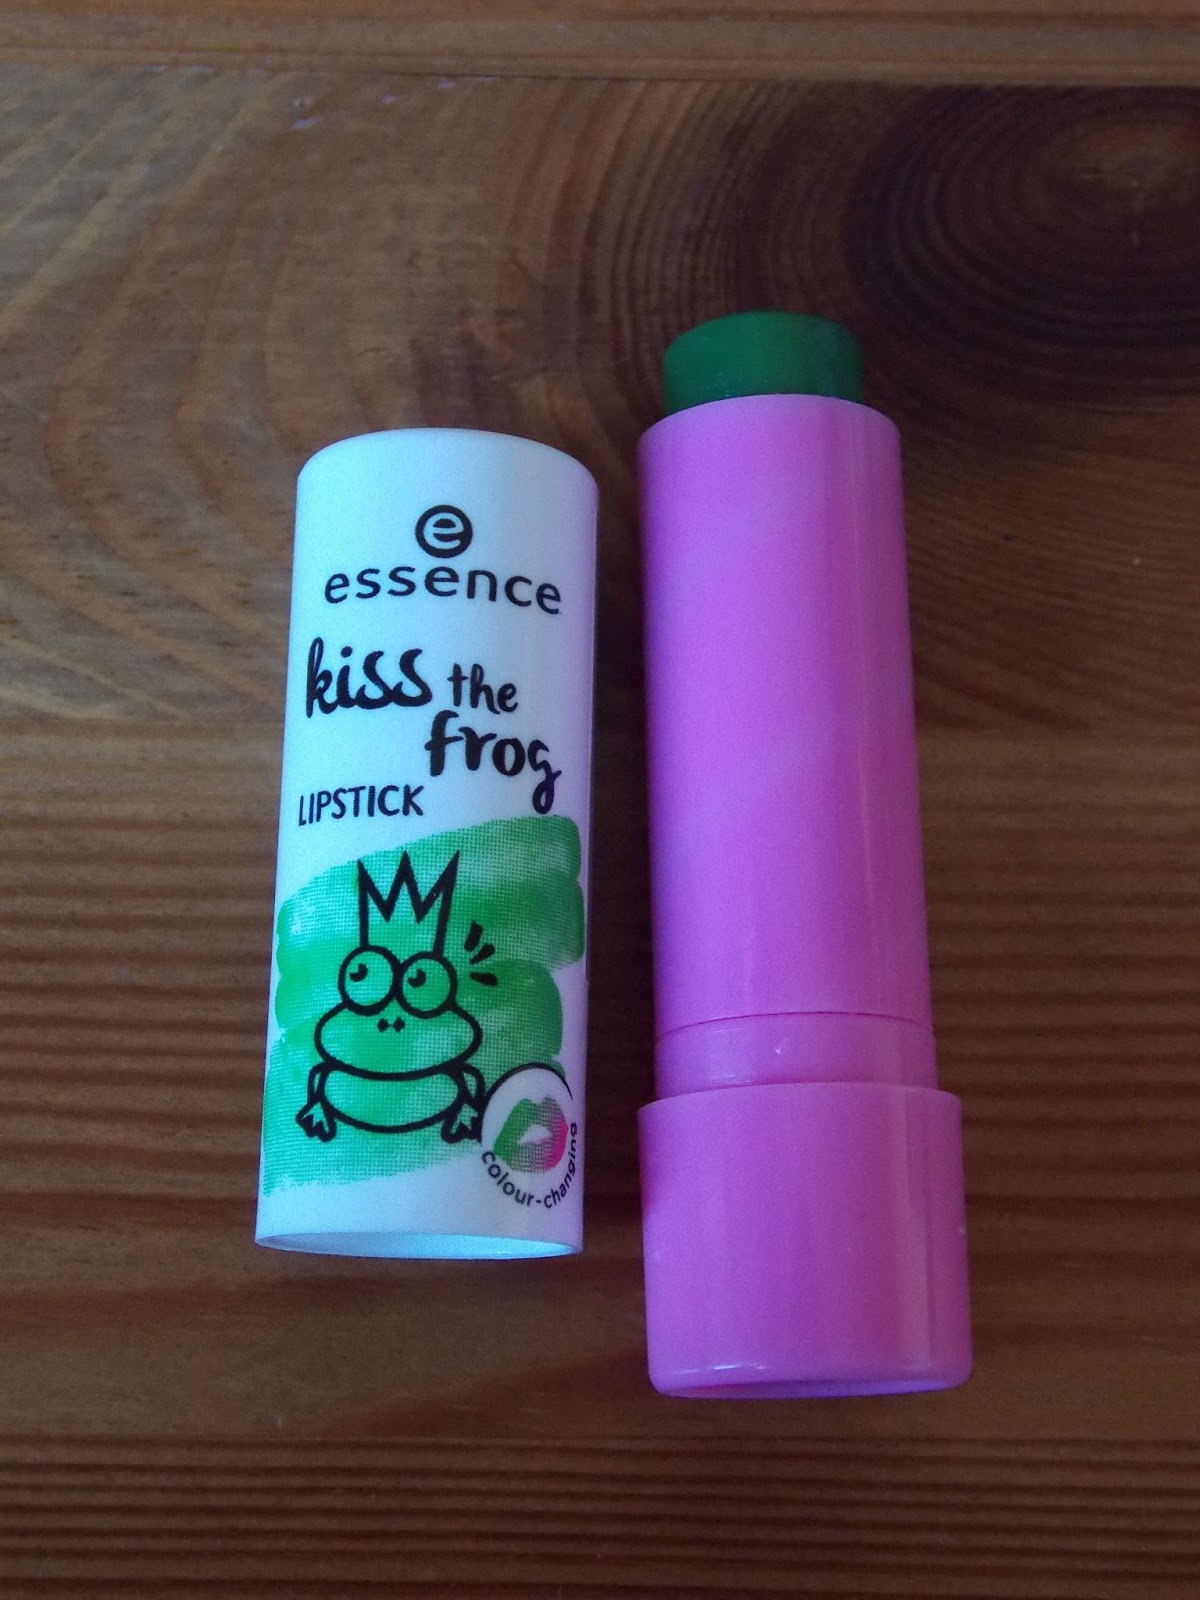 e
essence
kiss the
frog
LIPSTICK
colour-changing